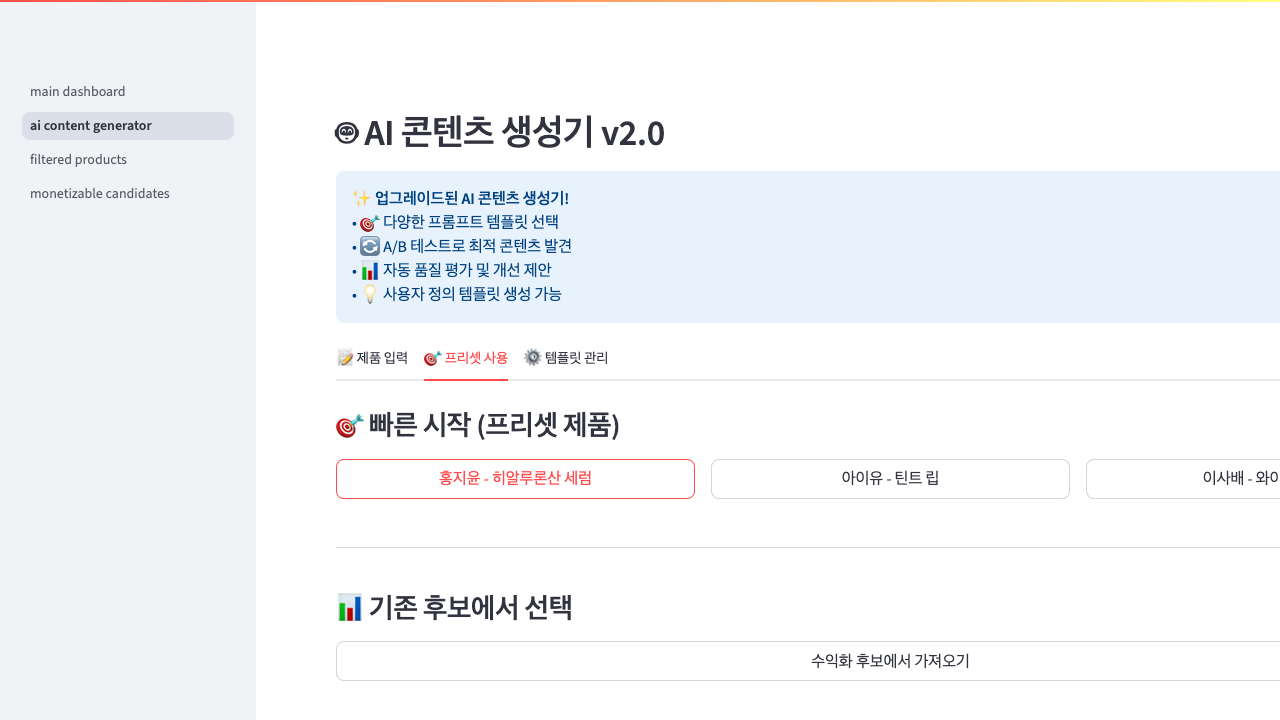 main dashboard
ai content generator
filtered products
monetizable candidates
AI 콘텐츠 생성기 v2.0
✨ 업그레이드된 AI 콘텐츠 생성기!
• 🎯 다양한 프롬프트 템플릿 선택
• 🔄 A/B 테스트로 최적 콘텐츠 발견
• 📊 자동 품질 평가 및 개선 제안
• 💡 사용자 정의 템플릿 생성 가능
📝 제품 입력
🎯 프리셋 사용
⚙️ 템플릿 관리
🎯 빠른 시작 (프리셋 제품)
홍지윤 - 히알루론산 세럼
아이유 - 틴트 립
이사배 -
📊 기존 후보에서 선택
수익화 후보에서 가져오기